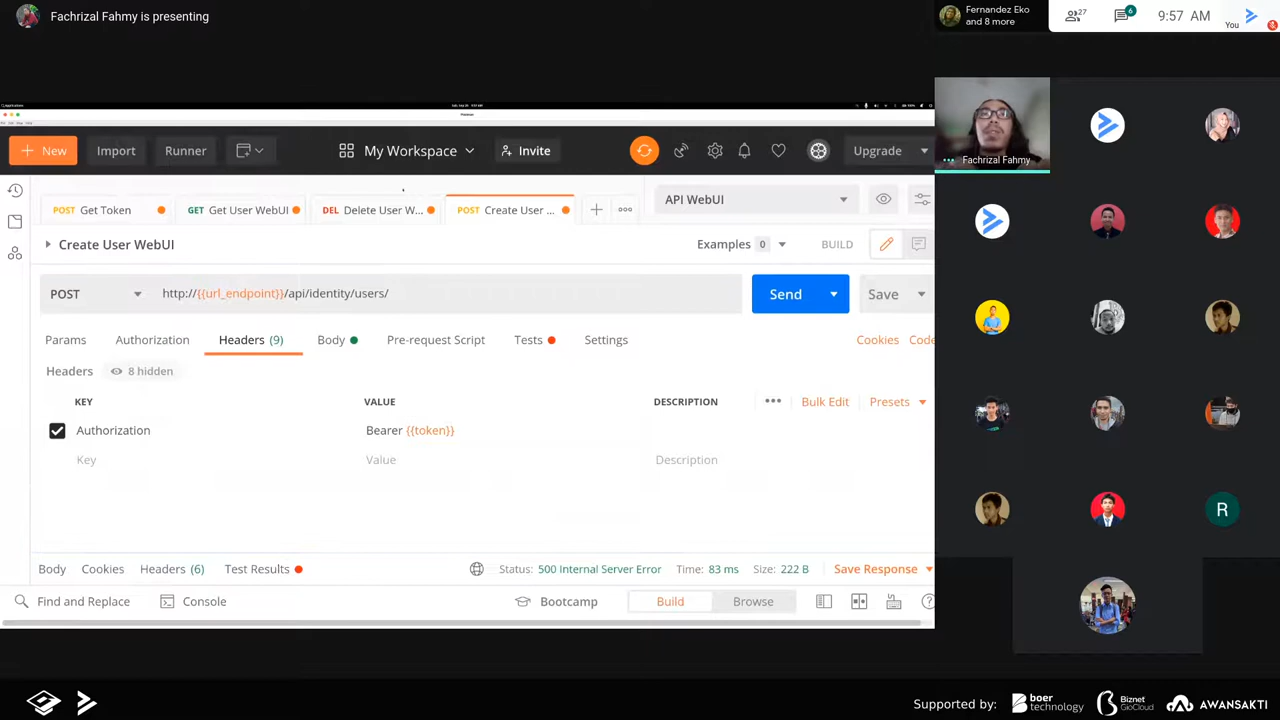 Fachrizal Fahmy is presenting
Fernandez Eko
and 8 more
27
6
9:57 AM
You
New
Import
Runner
My Workspace
Invite
Upgrade
POST Get Token
GET Get User WebUI
DEL Delete User W...
POST Create User ...
API WebUI
Create User WebUI
Examples 0
BUILD
POST
http://{{url_endpoint}}/api/identity/users/
Send
Save
Params
Authorization
Headers (9)
Body
Pre-request Script
Tests
Settings
Cookies
Code
Headers
8 hidden
KEY
VALUE
DESCRIPTION
Bulk Edit
Presets
Authorization
Bearer {{token}}
Key
Value
Description
Body
Cookies
Headers (6)
Test Results
Status: 500 Internal Server Error
Time: 83 ms
Size: 222 B
Save Response
Find and Replace
Console
Bootcamp
Build
Browse
Fachrizal Fahmy
R
Supported by:
boer
technology
Biznet
GioCloud
AWANSAKTI